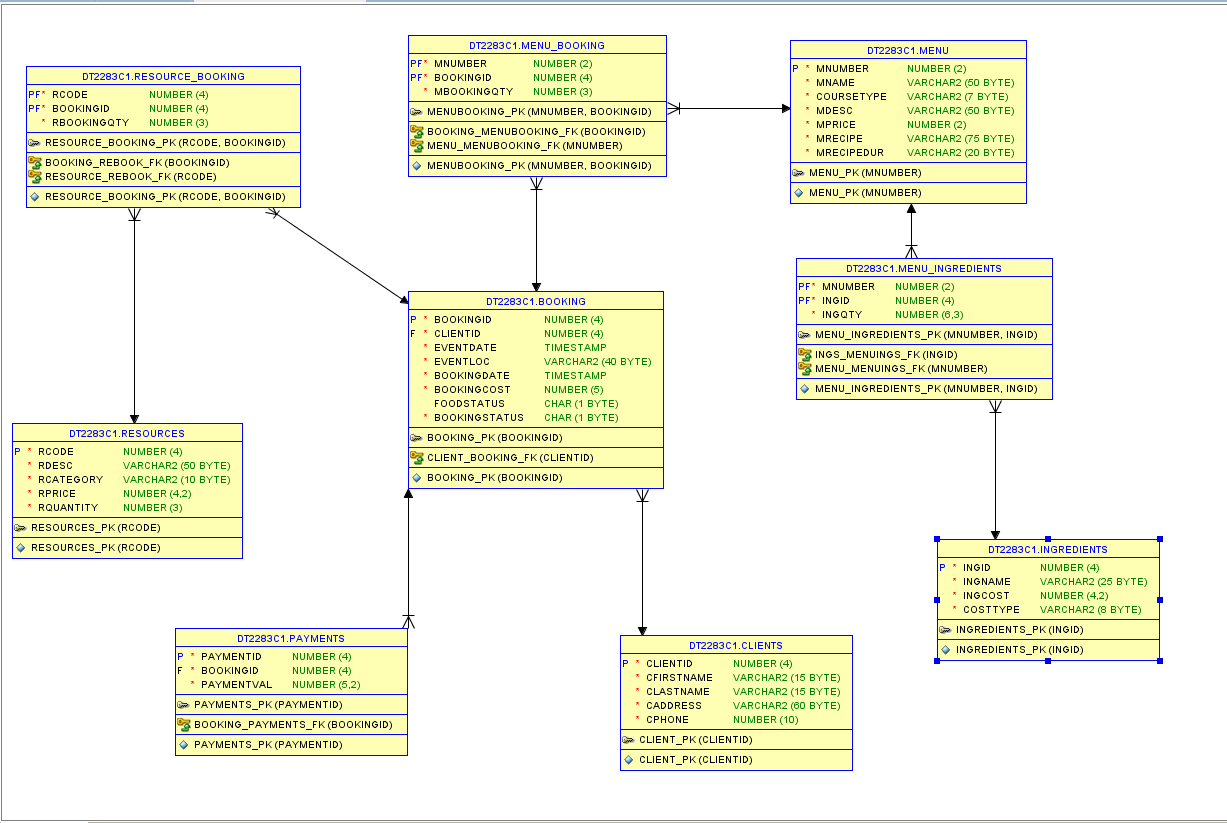 DT2283C1.RESOURCE_BOOKING
PF* RCODE NUMBER (4)
PF* BOOKINGID NUMBER (4)
* RBOOKINGQTY NUMBER (3)
RESOURCE_BOOKING_PK (RCODE, BOOKINGID)
BOOKING_REBOOK_FK (BOOKINGID)
RESOURCE_REBOOK_FK (RCODE)
RESOURCE_BOOKING_PK (RCODE, BOOKINGID)
DT2283C1.MENU_BOOKING
PF* MNUMBER NUMBER (2)
PF* BOOKINGID NUMBER (4)
* MBOOKINGQTY NUMBER (3)
MENUBOOKING_PK (MNUMBER, BOOKINGID)
BOOKING_MENUBOOKING_FK (BOOKINGID)
MENU_MENUBOOKING_FK (MNUMBER)
MENUBOOKING_PK (MNUMBER, BOOKINGID)
DT2283C1.MENU
P * MNUMBER NUMBER (2)
* MNAME VARCHAR2 (50 BYTE)
* COURSETYPE VARCHAR2 (7 BYTE)
* MDESC VARCHAR2 (50 BYTE)
* MPRICE NUMBER (2)
* MRECIPE VARCHAR2 (75 BYTE)
* MRECIPEDUR VARCHAR2 (20 BYTE)
MENU_PK (MNUMBER)
MENU_PK (MNUMBER)
DT2283C1.MENU_INGREDIENTS
PF* MNUMBER NUMBER (2)
PF* INGID NUMBER (4)
* INGQTY NUMBER (6,3)
MENU_INGREDIENTS_PK (MNUMBER, INGID)
INGS_MENUINGS_FK (INGID)
MENU_MENUINGS_FK (MNUMBER)
MENU_INGREDIENTS_PK (MNUMBER, INGID)
DT2283C1.BOOKING
P * BOOKINGID NUMBER (4)
F * CLIENTID NUMBER (4)
* EVENTDATE TIMESTAMP
* EVENTLOC VARCHAR2 (40 BYTE)
* BOOKINGDATE TIMESTAMP
* BOOKINGCOST NUMBER (5)
FOODSTATUS CHAR (1 BYTE)
* BOOKINGSTATUS CHAR (1 BYTE)
BOOKING_PK (BOOKINGID)
CLIENT_BOOKING_FK (CLIENTID)
BOOKING_PK (BOOKINGID)
DT2283C1.RESOURCES
P * RCODE NUMBER (4)
* RDESC VARCHAR2 (50 BYTE)
* RCATEGORY VARCHAR2 (10 BYTE)
* RPRICE NUMBER (4,2)
* RQUANTITY NUMBER (3)
RESOURCES_PK (RCODE)
RESOURCES_PK (RCODE)
DT2283C1.INGREDIENTS
P * INGID NUMBER (4)
* INGNAME VARCHAR2 (25 BYTE)
* INGCOST NUMBER (4,2)
* COSTTYPE VARCHAR2 (8 BYTE)
INGREDIENTS_PK (INGID)
INGREDIENTS_PK (INGID)
DT2283C1.PAYMENTS
P * PAYMENTID NUMBER (4)
F * BOOKINGID NUMBER (4)
* PAYMENTVAL NUMBER (5,2)
PAYMENTS_PK (PAYMENTID)
BOOKING_PAYMENTS_FK (BOOKINGID)
PAYMENTS_PK (PAYMENTID)
DT2283C1.CLIENTS
P * CLIENTID NUMBER (4)
* CFIRSTNAME VARCHAR2 (15 BYTE)
* CLASTNAME VARCHAR2 (15 BYTE)
* CADDRESS VARCHAR2 (60 BYTE)
* CPHONE NUMBER (10)
CLIENT_PK (CLIENTID)
CLIENT_PK (CLIENTID)